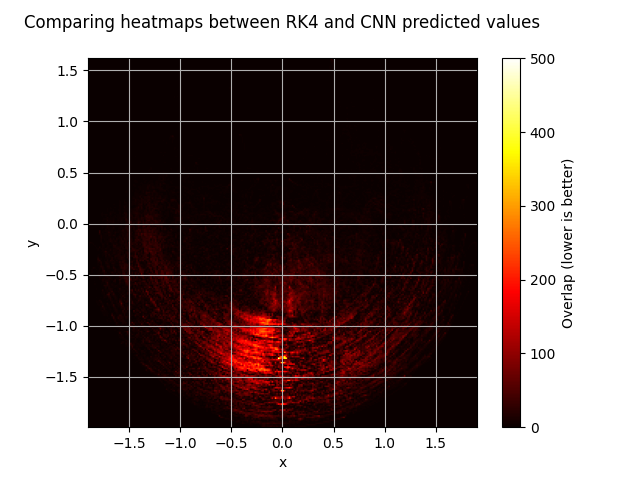 Comparing heatmaps between RK4 and CNN predicted values
1.5
1.0
0.5
0.0
−0.5
−1.0
−1.5
y
−1.5 −1.0 −0.5 0.0 0.5 1.0 1.5
x
500
400
300
200
100
0
Overlap (lower is better)